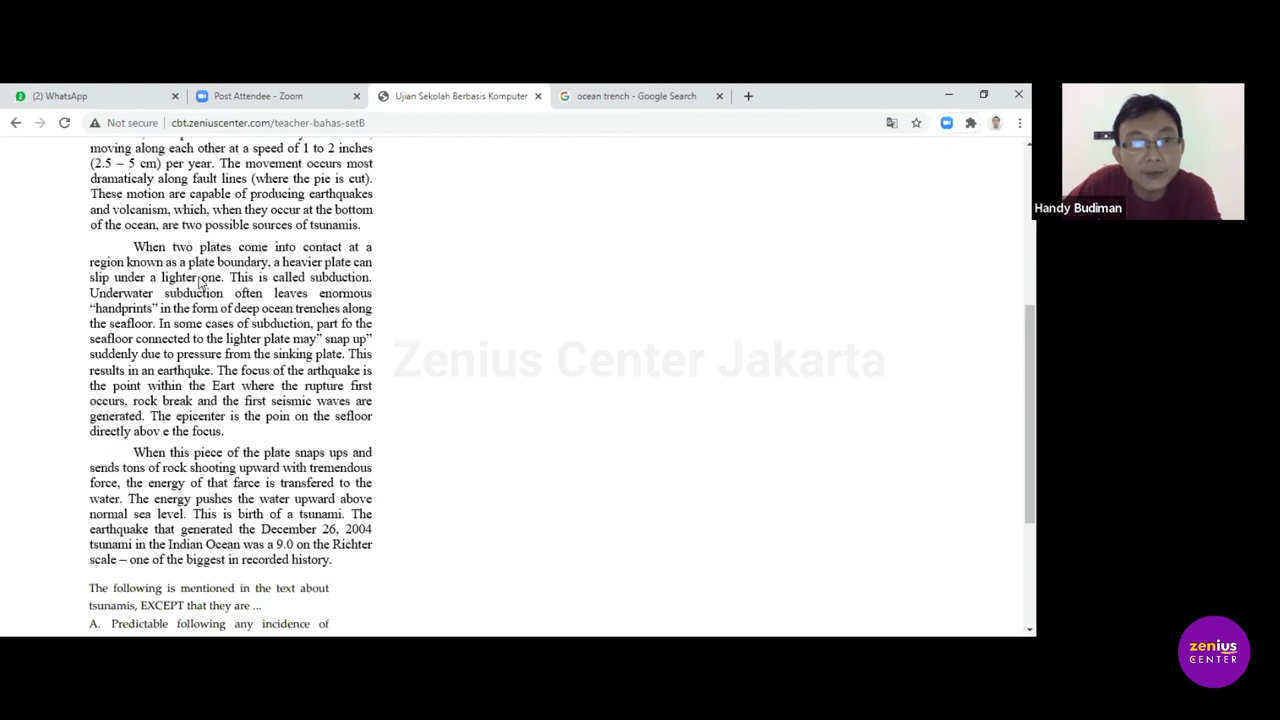 (2) WhatsApp
Post Attendee - Zoom
Ujian Sekolah Berbasis Komputer
ocean trench - Google Search
Not secure
cbt.zeniuscenter.com/teacher-bahas-setB
Handy Budiman
moving along each other at a speed of 1 to 2 inches
(2.5 – 5 cm) per year. The movement occurs most
dramaticaly along fault lines (where the pie is cut).
These motion are capable of producing earthquakes
and volcanism, which, when they occur at the bottom
of the ocean, are two possible sources of tsunamis.
When two plates come into contact at a
region known as a plate boundary, a heavier plate can
slip under a lighter one. This is called subduction.
Underwater subduction often leaves enormous
“handprints” in the form of deep ocean trenches along
the seafloor. In some cases of subduction, part fo the
seafloor connected to the lighter plate may” snap up”
suddenly due to pressure from the sinking plate. This
results in an earthquke. The focus of the arthquake is
the point within the Eart where the rupture first
occurs, rock break and the first seismic waves are
generated. The epicenter is the poin on the sefloor
directly abov e the focus.
When this piece of the plate snaps ups and
sends tons of rock shooting upward with tremendous
force, the energy of that farce is transfered to the
water. The energy pushes the water upward above
normal sea level. This is birth of a tsunami. The
earthquake that generated the December 26, 2004
tsunami in the Indian Ocean was a 9.0 on the Richter
scale – one of the biggest in recorded history.
The following is mentioned in the text about
tsunamis, EXCEPT that they are ...
A. Predictable following any incidence of
Zenius Center Jakarta
zenius
CENTER